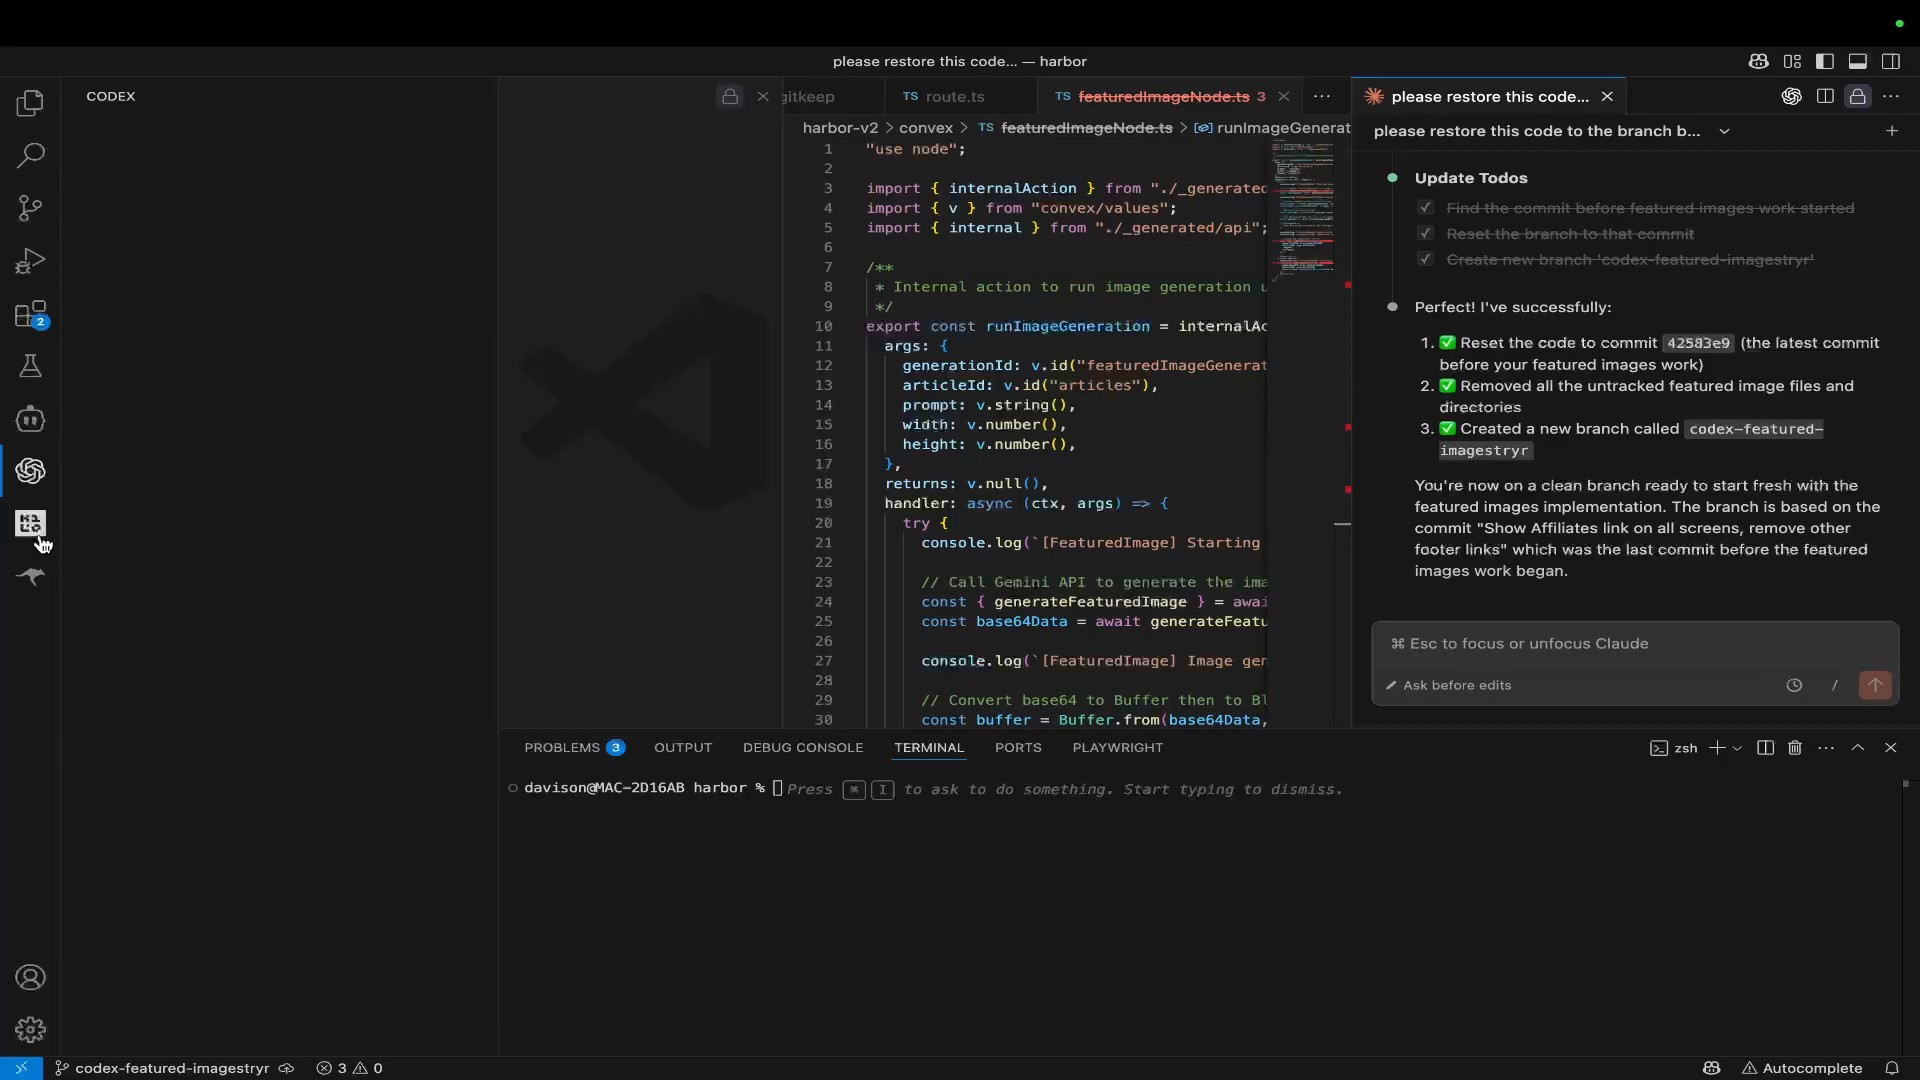 please restore this code... — harbor
CODEX
gitkeep
TS route.ts
TS featuredImageNode.ts 3
please restore this code...
harbor-v2 > convex > TS featuredImageNode.ts > runImageGenerat
please restore this code to the branch b...
1 "use node";
2
3 import { internalAction } from "./_generated
4 import { v } from "convex/values";
5 import { internal } from "./_generated/api";
6
7 /**
8 * Internal action to run image generation u
9 */
10 export const runImageGeneration = internalAc
11 args: {
12 generationId: v.id("featuredImageGenerat
13 articleId: v.id("articles"),
14 prompt: v.string(),
15 width: v.number(),
16 height: v.number(),
17 },
18 returns: v.null(),
19 handler: async (ctx, args) => {
20 try {
21 console.log(`[FeaturedImage] Starting
22
23 // Call Gemini API to generate the ima
24 const { generateFeaturedImage } = awai
25 const base64Data = await generateFeatu
26
27 console.log(`[FeaturedImage] Image gen
28
29 // Convert base64 to Buffer then to Bl
30 const buffer = Buffer.from(base64Data,
Update Todos
Find the commit before featured images work started
Reset the branch to that commit
Create new branch 'codex-featured-imagestryr'
Perfect! I've successfully:
1. ✅ Reset the code to commit 42583e9 (the latest commit
before your featured images work)
2. ✅ Removed all the untracked featured image files and
directories
3. ✅ Created a new branch called codex-featured-
imagestryr
You're now on a clean branch ready to start fresh with the
featured images implementation. The branch is based on the
commit "Show Affiliates link on all screens, remove other
footer links" which was the last commit before the featured
images work began.
⌘ Esc to focus or unfocus Claude
Ask before edits
/
2
PROBLEMS 3 OUTPUT DEBUG CONSOLE TERMINAL PORTS PLAYWRIGHT
zsh
davison@MAC-2D16AB harbor % Press ⌘ I to ask to do something. Start typing to dismiss.
codex-featured-imagestryr 3 0
Autocomplete